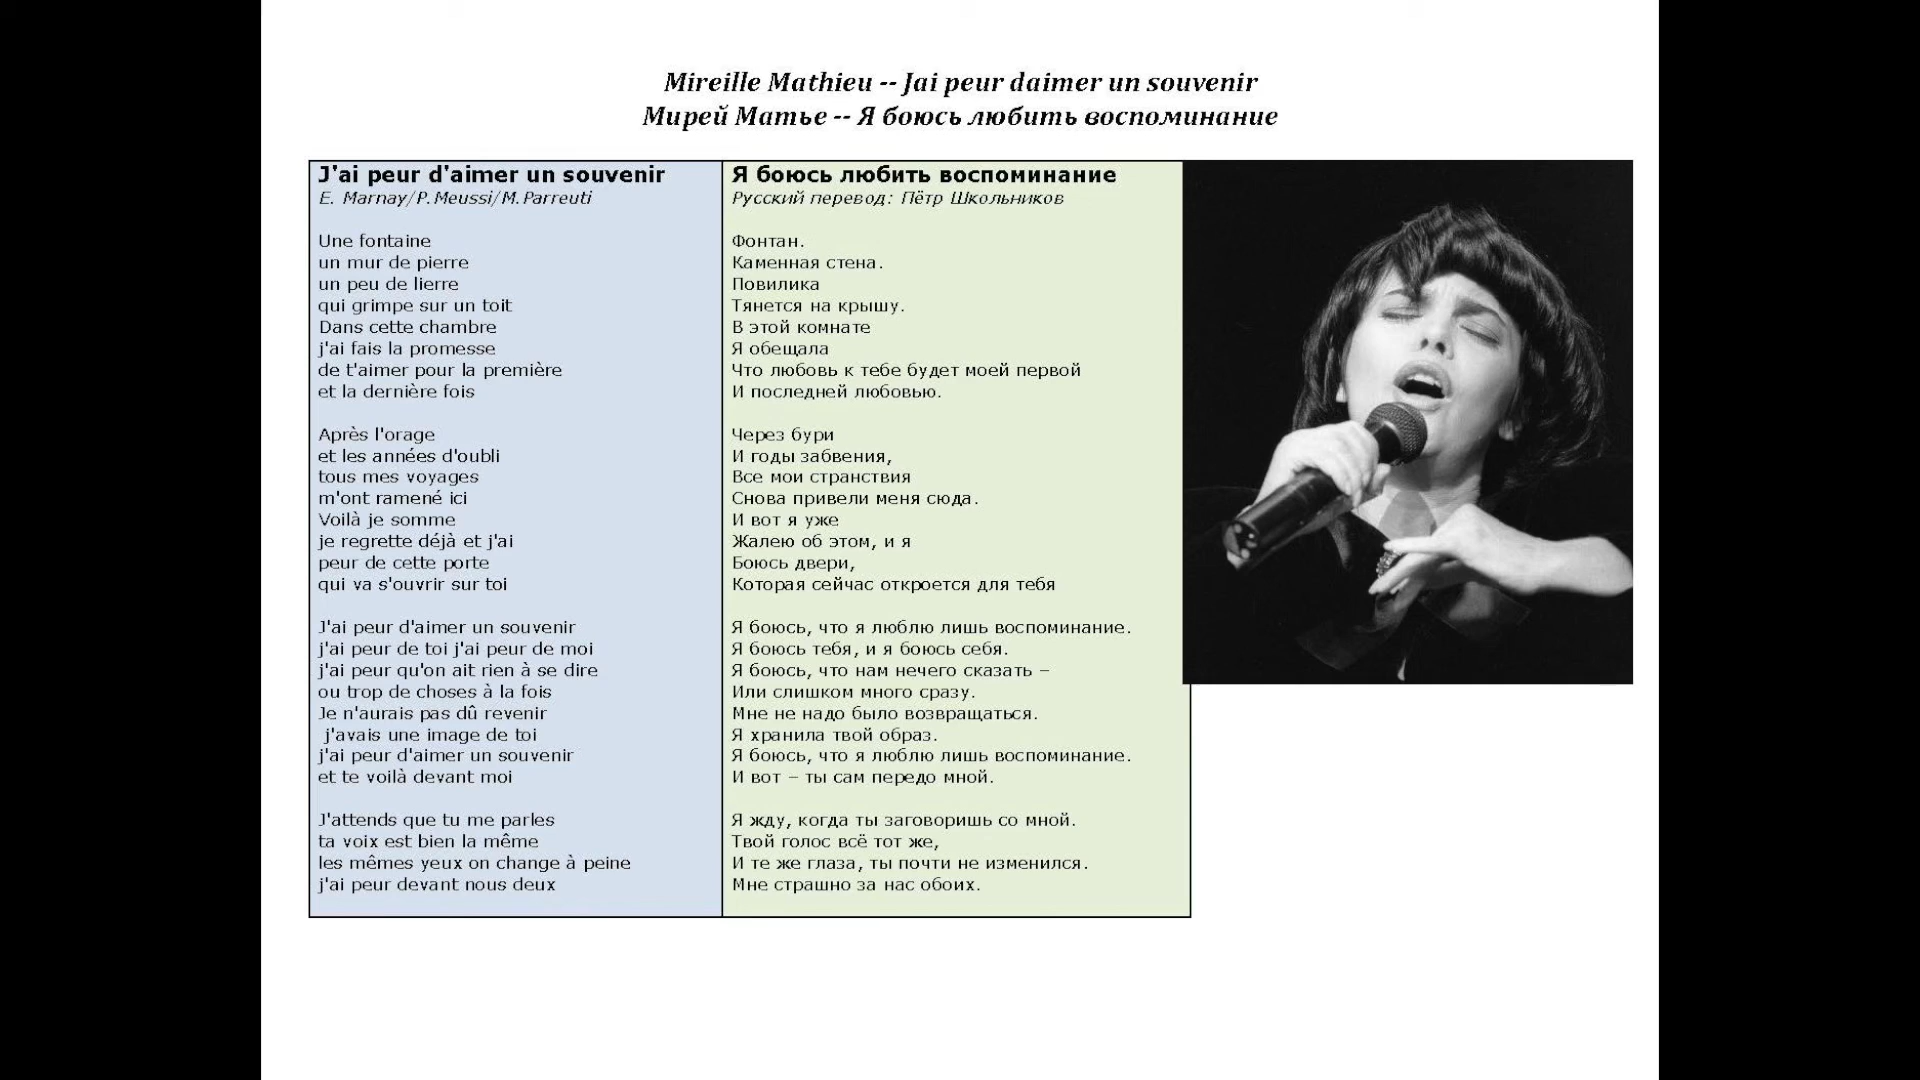 Mireille Mathieu -- Jai peur daimer un souvenir
Мирей Матье -- Я боюсь любить воспоминание
J'ai peur d'aimer un souvenir
E. Marnay/P.Meussi/M.Parreuti
Une fontaine
un mur de pierre
un peu de lierre
qui grimpe sur un toit
Dans cette chambre
j'ai fais la promesse
de t'aimer pour la première
et la dernière fois
Après l'orage
et les années d'oubli
tous mes voyages
m'ont ramené ici
Voilà je somme
je regrette déjà et j'ai
peur de cette porte
qui va s'ouvrir sur toi
J'ai peur d'aimer un souvenir
j'ai peur de toi j'ai peur de moi
j'ai peur qu'on ait rien à se dire
ou trop de choses à la fois
Je n'aurais pas dû revenir
j'avais une image de toi
j'ai peur d'aimer un souvenir
et te voilà devant moi
J'attends que tu me parles
ta voix est bien la même
les mêmes yeux on change à peine
j'ai peur devant nous deux
Я боюсь любить воспоминание
Русский перевод: Пётр Школьников
Фонтан.
Каменная стена.
Повилика
Тянется на крышу.
В этой комнате
Я обещала
Что любовь к тебе будет моей первой
И последней любовью.
Через бури
И годы забвения,
Все мои странствия
Снова привели меня сюда.
И вот я уже
Жалею об этом, и я
Боюсь двери,
Которая сейчас откроется для тебя
Я боюсь, что я люблю лишь воспоминание.
Я боюсь тебя, и я боюсь себя.
Я боюсь, что нам нечего сказать –
Или слишком много сразу.
Мне не надо было возвращаться.
Я хранила твой образ.
Я боюсь, что я люблю лишь воспоминание.
И вот – ты сам передо мной.
Я жду, когда ты заговоришь со мной.
Твой голос всё тот же,
И те же глаза, ты почти не изменился.
Мне страшно за нас обоих.